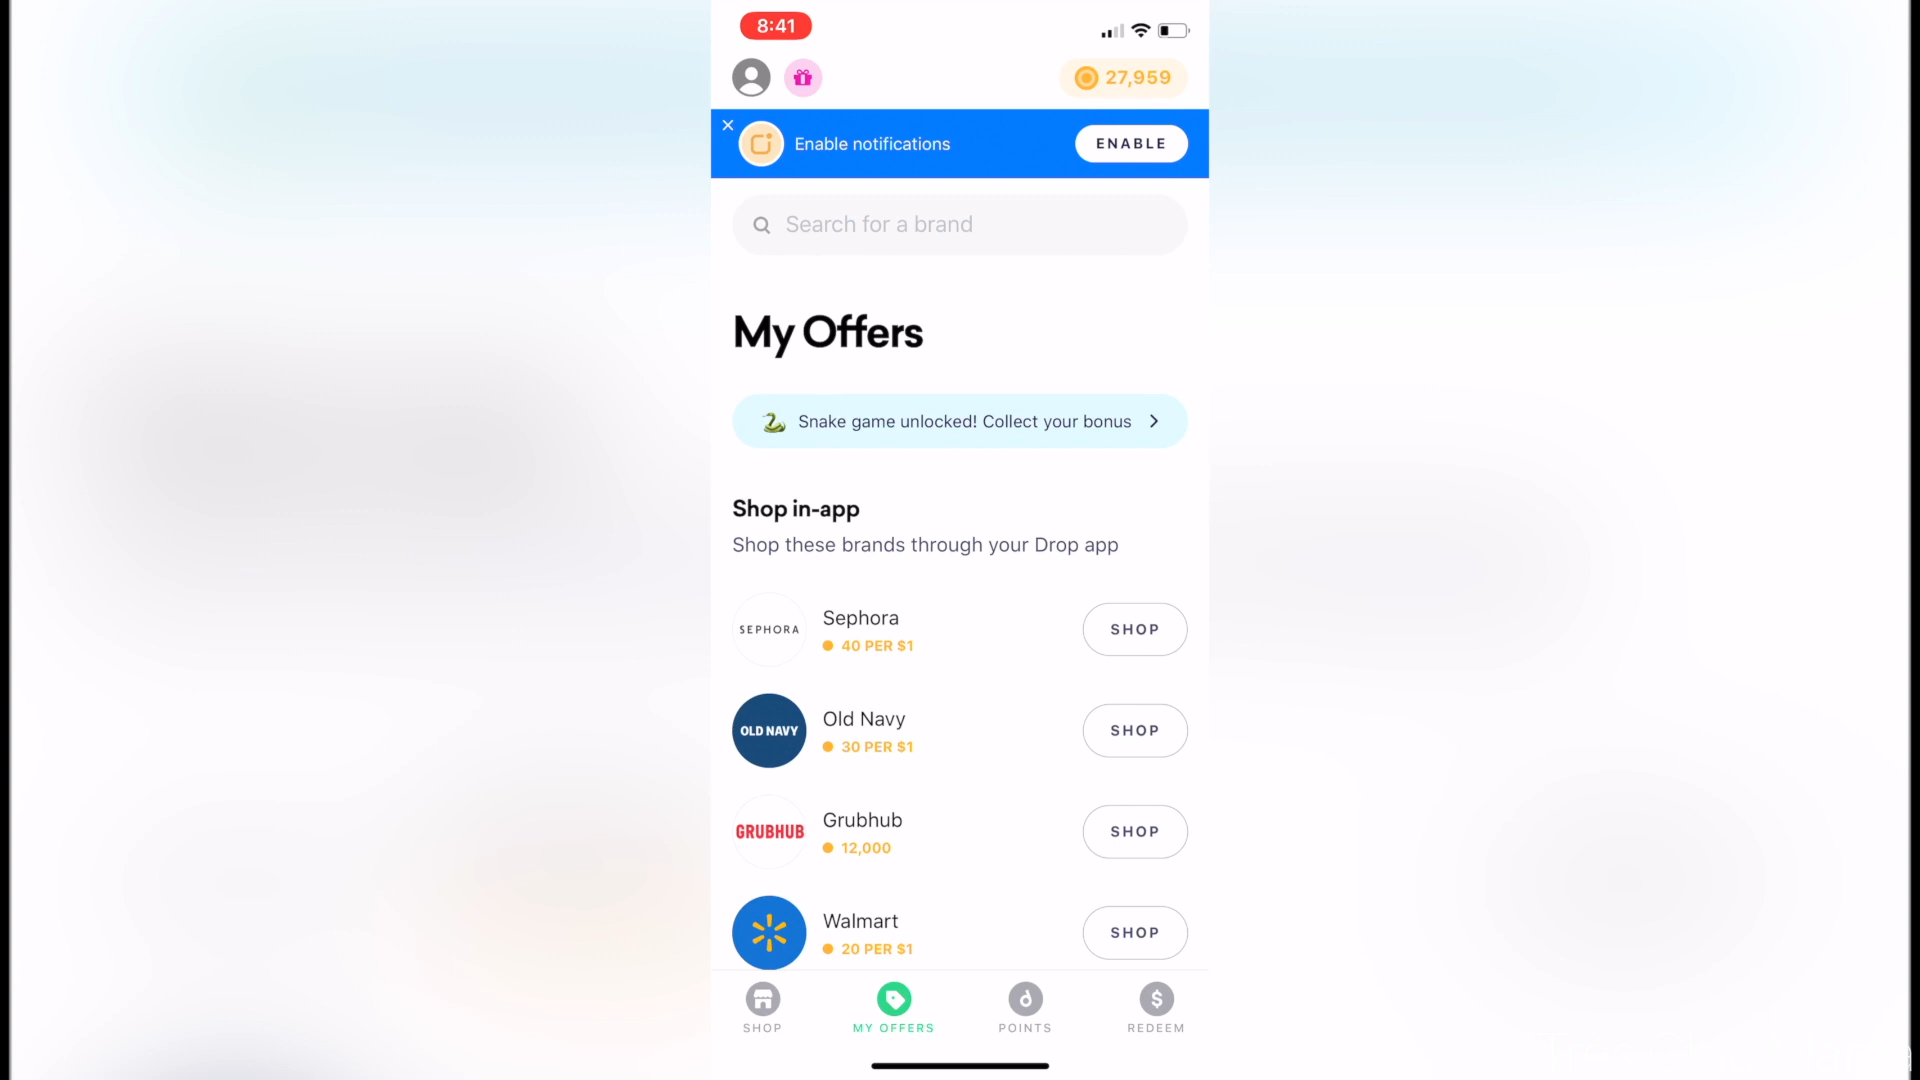 8:41
27,959
Enable notifications
ENABLE
Search for a brand
My Offers
Snake game unlocked! Collect your bonus
Shop in-app
Shop these brands through your Drop app
SEPHORA
Sephora
40 PER $1
SHOP
OLD NAVY
Old Navy
30 PER $1
SHOP
GRUBHUB
Grubhub
12,000
SHOP
Walmart
20 PER $1
SHOP
SHOP
MY OFFERS
POINTS
REDEEM